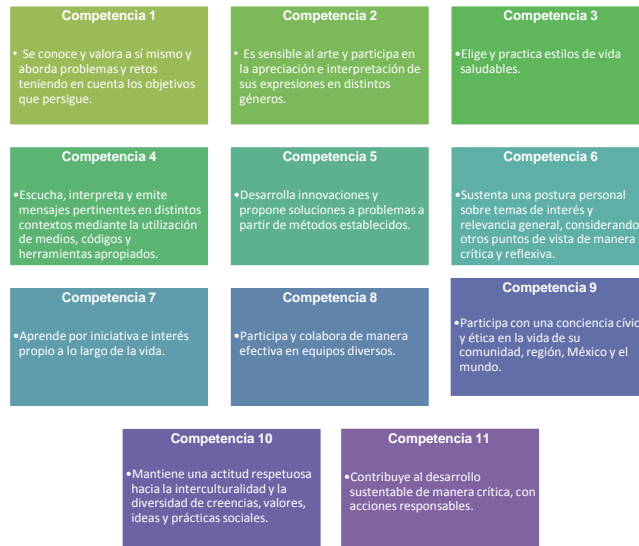 Competencia 1
• Se conoce y valora a sí mismo y
aborda problemas y retos
teniendo en cuenta los objetivos
que persigue.
Competencia 2
• Es sensible al arte y participa en
la apreciación e interpretación de
sus expresiones en distintos
géneros.
Competencia 3
•Elige y practica estilos de vida
saludables.
Competencia 4
•Escucha, interpreta y emite
mensajes pertinentes en distintos
contextos mediante la utilización
de medios, códigos y
herramientas apropiados.
Competencia 5
•Desarrolla innovaciones y
propone soluciones a problemas a
partir de métodos establecidos.
Competencia 6
•Sustenta una postura personal
sobre temas de interés y
relevancia general, considerando
otros puntos de vista de manera
crítica y reflexiva.
Competencia 7
•Aprende por iniciativa e interés
propio a lo largo de la vida.
Competencia 8
•Participa y colabora de manera
efectiva en equipos diversos.
Competencia 9
•Participa con una conciencia cívica
y ética en la vida de su
comunidad, región, México y el
mundo.
Competencia 10
•Mantiene una actitud respetuosa
hacia la interculturalidad y la
diversidad de creencias, valores,
ideas y prácticas sociales.
Competencia 11
•Contribuye al desarrollo
sustentable de manera crítica, con
acciones responsables.